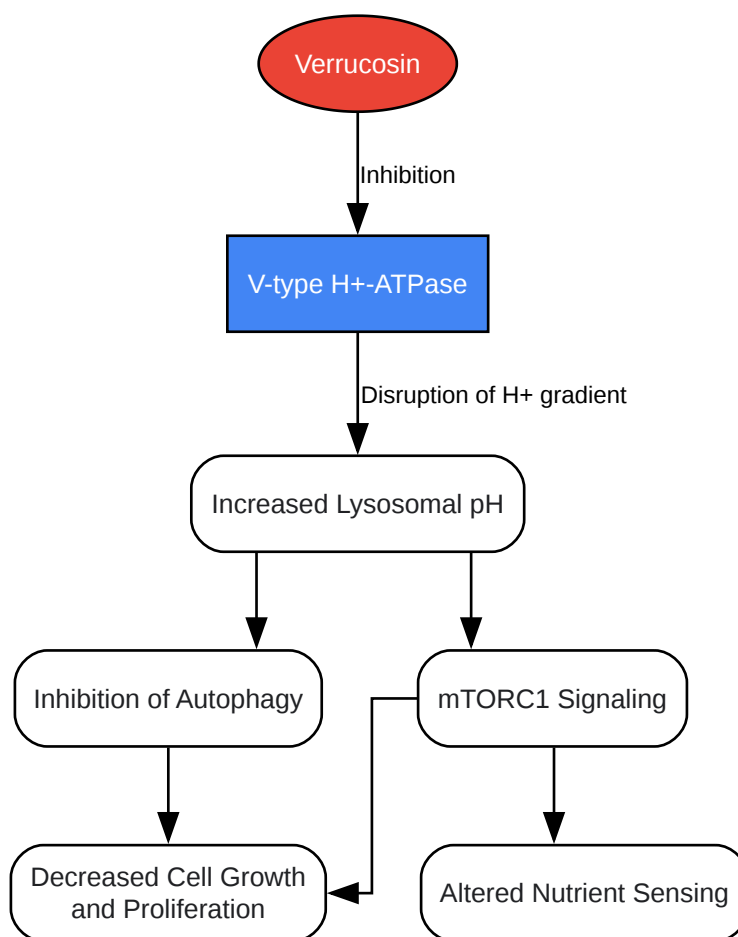 Verrucosin
Inhibition
V-type H+-ATPase
Disruption of H+ gradient
Increased Lysosomal pH
Inhibition of Autophagy
mTORC1 Signaling
Decreased Cell Growth
and Proliferation
Altered Nutrient Sensing